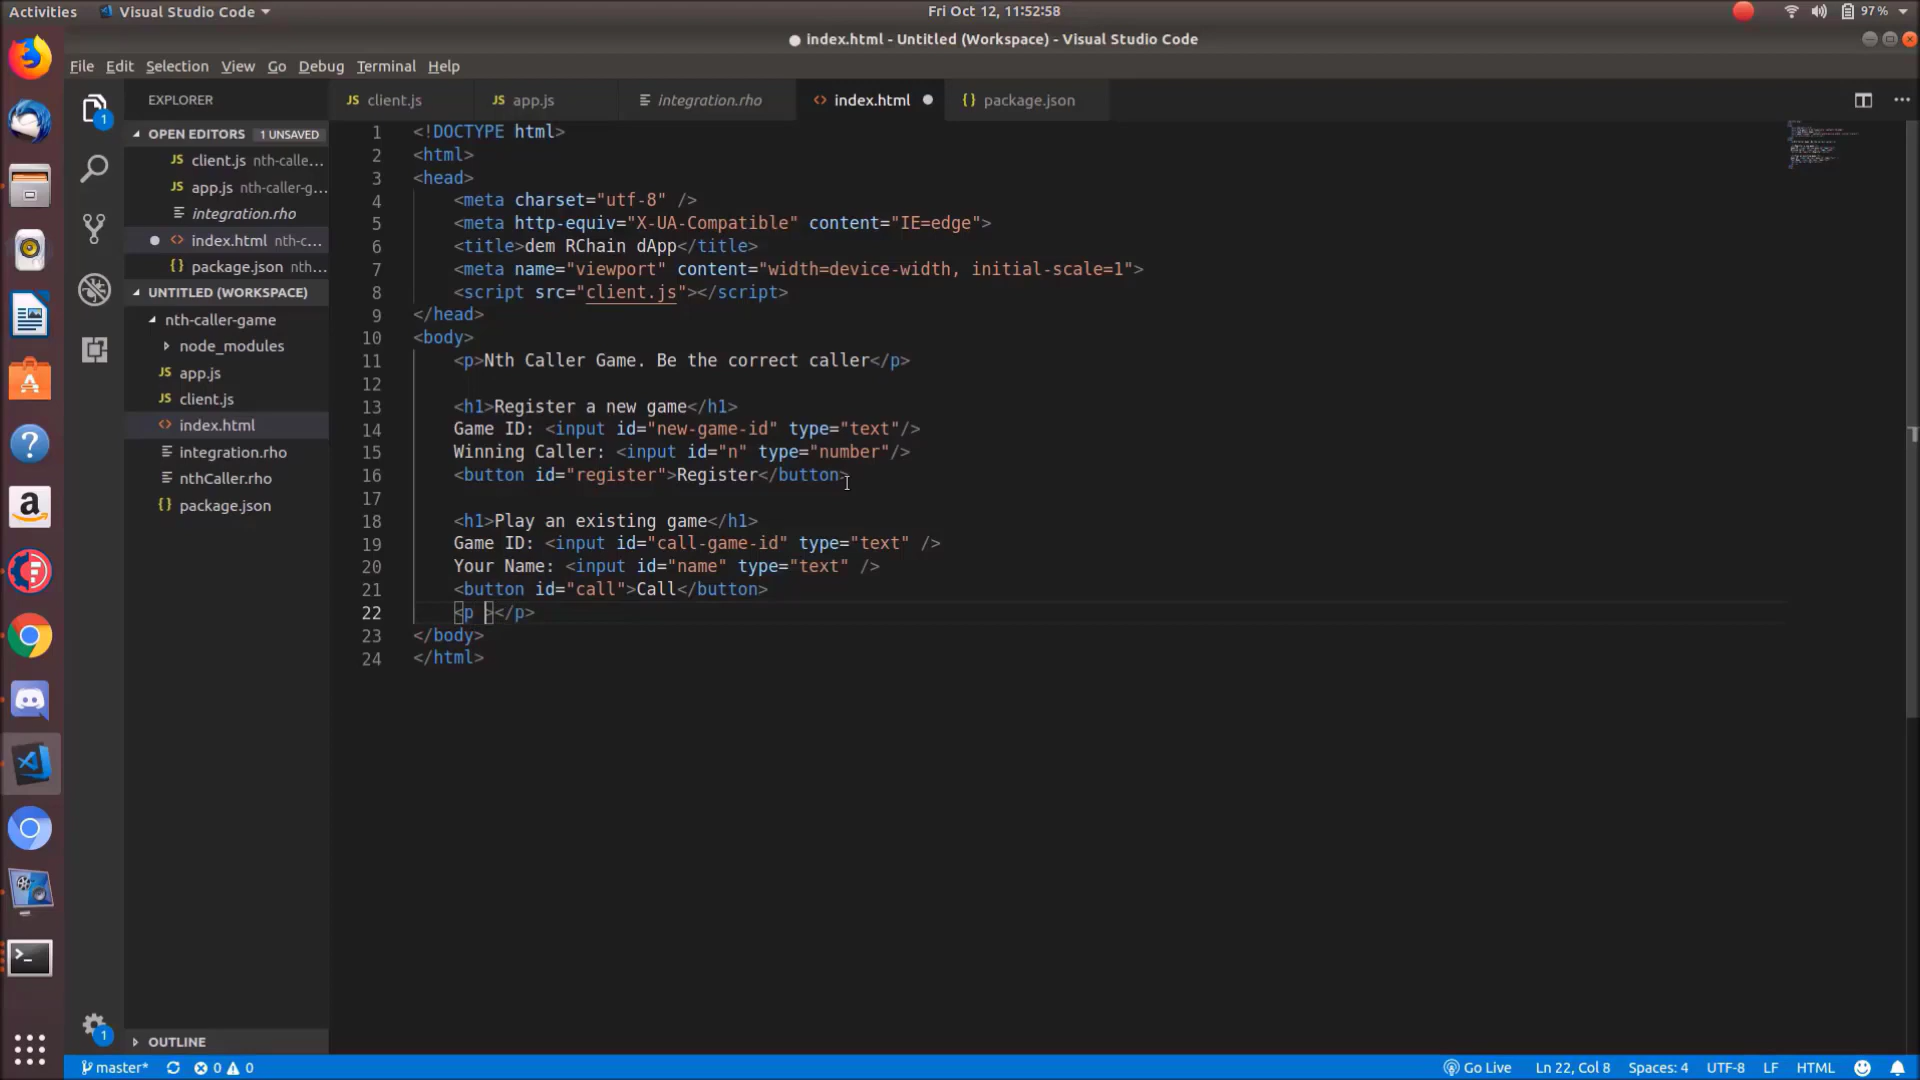 Activities
Visual Studio Code
Fri Oct 12, 11:52:58
97 %
index.html - Untitled (Workspace) - Visual Studio Code
File Edit Selection View Go Debug Terminal Help
EXPLORER
OPEN EDITORS 1 UNSAVED
JS client.js nth-calle...
JS app.js nth-caller-g...
integration.rho
<> index.html nth-c...
{} package.json nth...
UNTITLED (WORKSPACE)
nth-caller-game
node_modules
JS app.js
JS client.js
<> index.html
integration.rho
nthCaller.rho
{} package.json
OUTLINE
1
1
JS client.js
JS app.js
integration.rho
<> index.html
{} package.json
1 <!DOCTYPE html>
2 <html>
3 <head>
4 <meta charset="utf-8" />
5 <meta http-equiv="X-UA-Compatible" content="IE=edge">
6 <title>dem RChain dApp</title>
7 <meta name="viewport" content="width=device-width, initial-scale=1">
8 <script src="client.js"></script>
9 </head>
10 <body>
11 <p>Nth Caller Game. Be the correct caller</p>
12
13 <h1>Register a new game</h1>
14 Game ID: <input id="new-game-id" type="text"/>
15 Winning Caller: <input id="n" type="number"/>
16 <button id="register">Register</button>
17
18 <h1>Play an existing game</h1>
19 Game ID: <input id="call-game-id" type="text" />
20 Your Name: <input id="name" type="text" />
21 <button id="call">Call</button>
22 <p ></p>
23 </body>
24 </html>
master* 0 0
Go Live Ln 22, Col 8 Spaces: 4 UTF-8 LF HTML